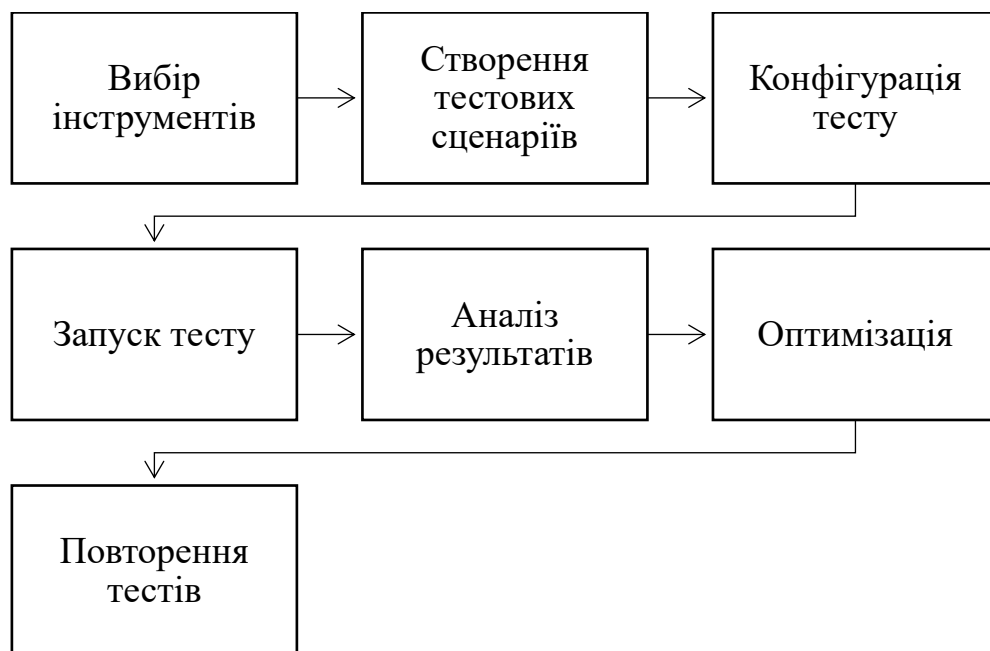 Вибір
інструментів
Створення
тестових
сценаріїв
Конфігурація
тесту
Запуск тесту
Аналіз
результатів
Оптимізація
Повторення
тестів